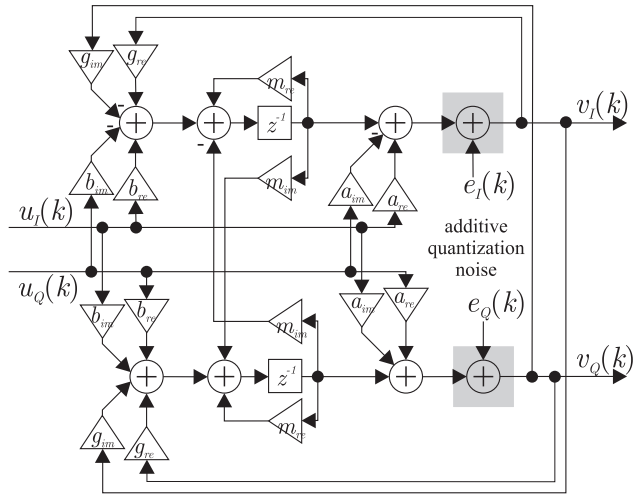 g_im g_re
m_re
- + - + z⁻¹ - + + v_I(k)
-
b_im b_re m_im a_im a_re e_I(k)
u_I(k)
additive
quantization
noise
u_Q(k)
b_im b_re a_im a_re e_Q(k)
m_im
+ + z⁻¹ + + v_Q(k)
g_im g_re m_re